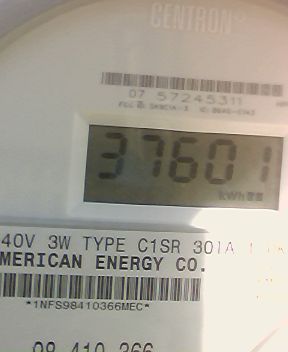 CENTRON®
07 57245311
37601
kWh
40V 3W TYPE C1SR 30TA
MERICAN ENERGY CO.
*1NFS98410366MEC*
98 410 366